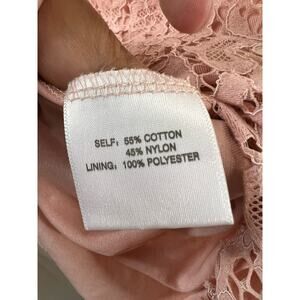 SELF: 55% COTTON
45% NYLON
LINING: 100% POLYESTER